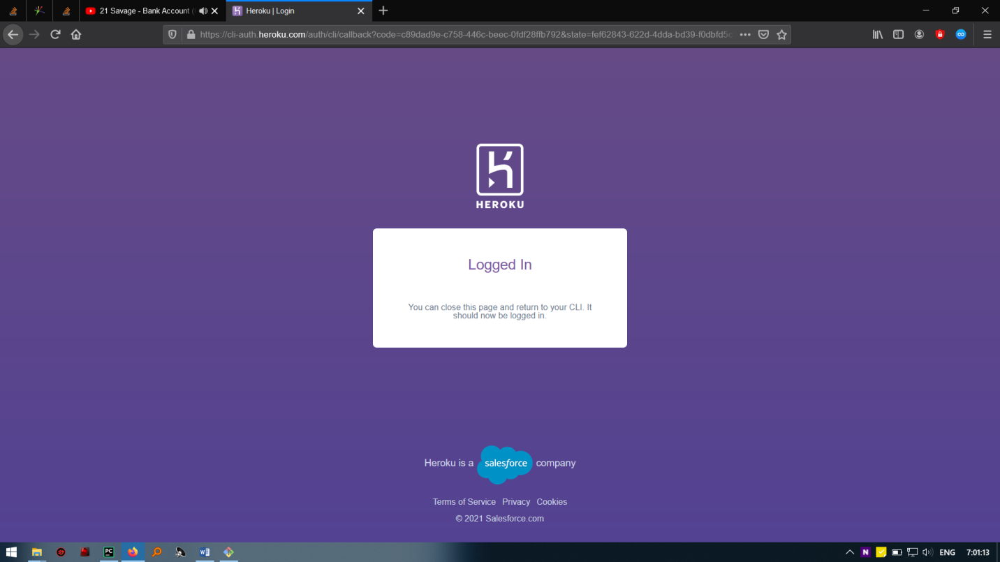 21 Savage - Bank Account (
Heroku | Login
https://cli-auth.heroku.com/auth/cli/callback?code=c89dad9e-c758-446c-beec-0fdf28ffb792&state=fef62843-622d-4dda-bd39-f0dbfd5c
HEROKU
Logged In
You can close this page and return to your CLI. It
should now be logged in.
Heroku is a salesforce company
Terms of Service Privacy Cookies
© 2021 Salesforce.com
PC W N ENG 7:01:13